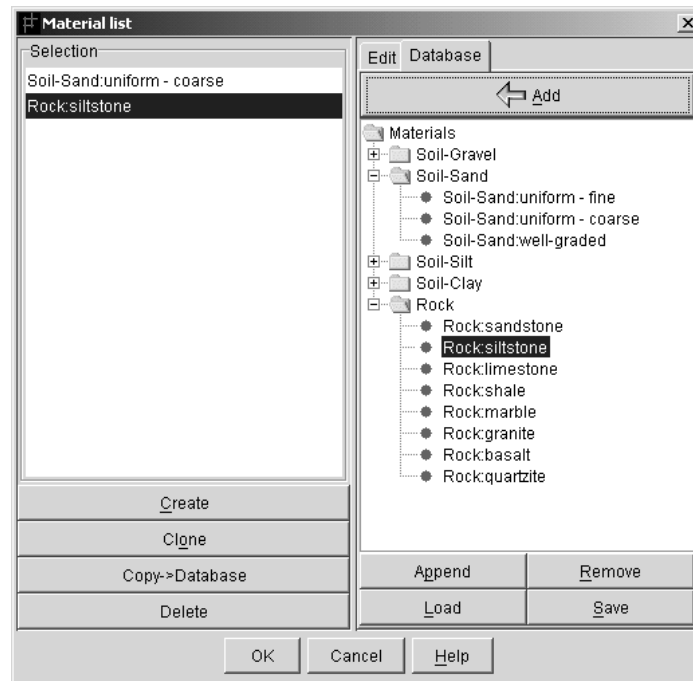 Material list
Selection
Soil-Sand:uniform - coarse
Rock:siltstone
Create
Clone
Copy->Database
Delete
Edit
Database
Add
Materials
Soil-Gravel
Soil-Sand
Soil-Sand:uniform - fine
Soil-Sand:uniform - coarse
Soil-Sand:well-graded
Soil-Silt
Soil-Clay
Rock
Rock:sandstone
Rock:siltstone
Rock:limestone
Rock:shale
Rock:marble
Rock:granite
Rock:basalt
Rock:quartzite
Append
Remove
Load
Save
OK
Cancel
Help